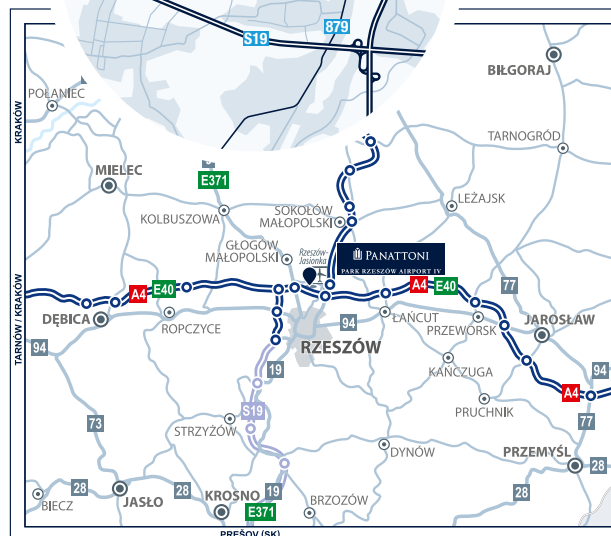 879
S19
BIŁGORAJ
POŁANIEC
KRAKÓW
TARNOGRÓD
MIELEC
E371
LEŻAJSK
KOLBUSZOWA
SOKOŁÓW
MAŁOPOLSKI
GŁOGÓW
MAŁOPOLSKI
Rzeszów-
Jasionka
PANATTONI
PARK RZESZÓW AIRPORT IV
77
A4
E40
A4
E40
DĘBICA
ROPCZYCE
94
ŁAŃCUT
PRZEWORSK
JAROSŁAW
TARNÓW / KRAKÓW
94
RZESZÓW
19
KAŃCZUGA
A4
PRUCHNIK
77
S19
73
STRZYŻÓW
DYNÓW
PRZEMYŚL
28
JASŁO
28
BIECZ
KROSNO
19
BRZOZÓW
28
E371
PREŠOV (SK)